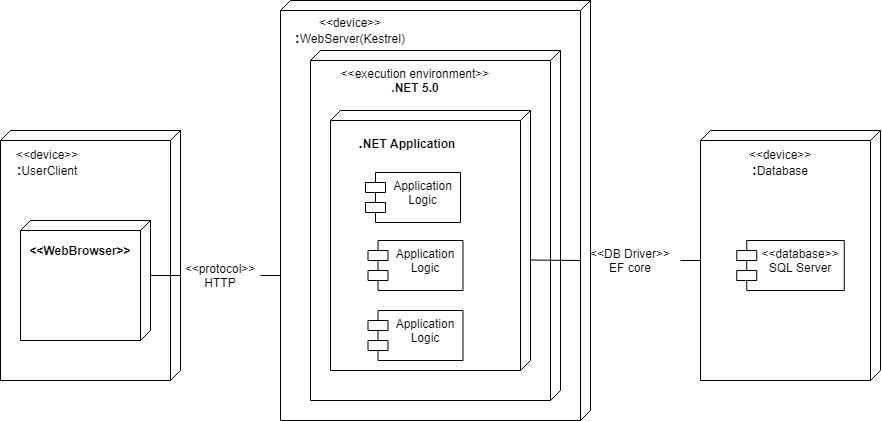 <<device>>
:UserClient
<<WebBrowser>>
<<protocol>>
HTTP
<<device>>
:WebServer(Kestrel)
<<execution environment>>
.NET 5.0
.NET Application
Application
Logic
Application
Logic
Application
Logic
<<DB Driver>>
EF core
<<device>>
:Database
<<database>>
SQL Server